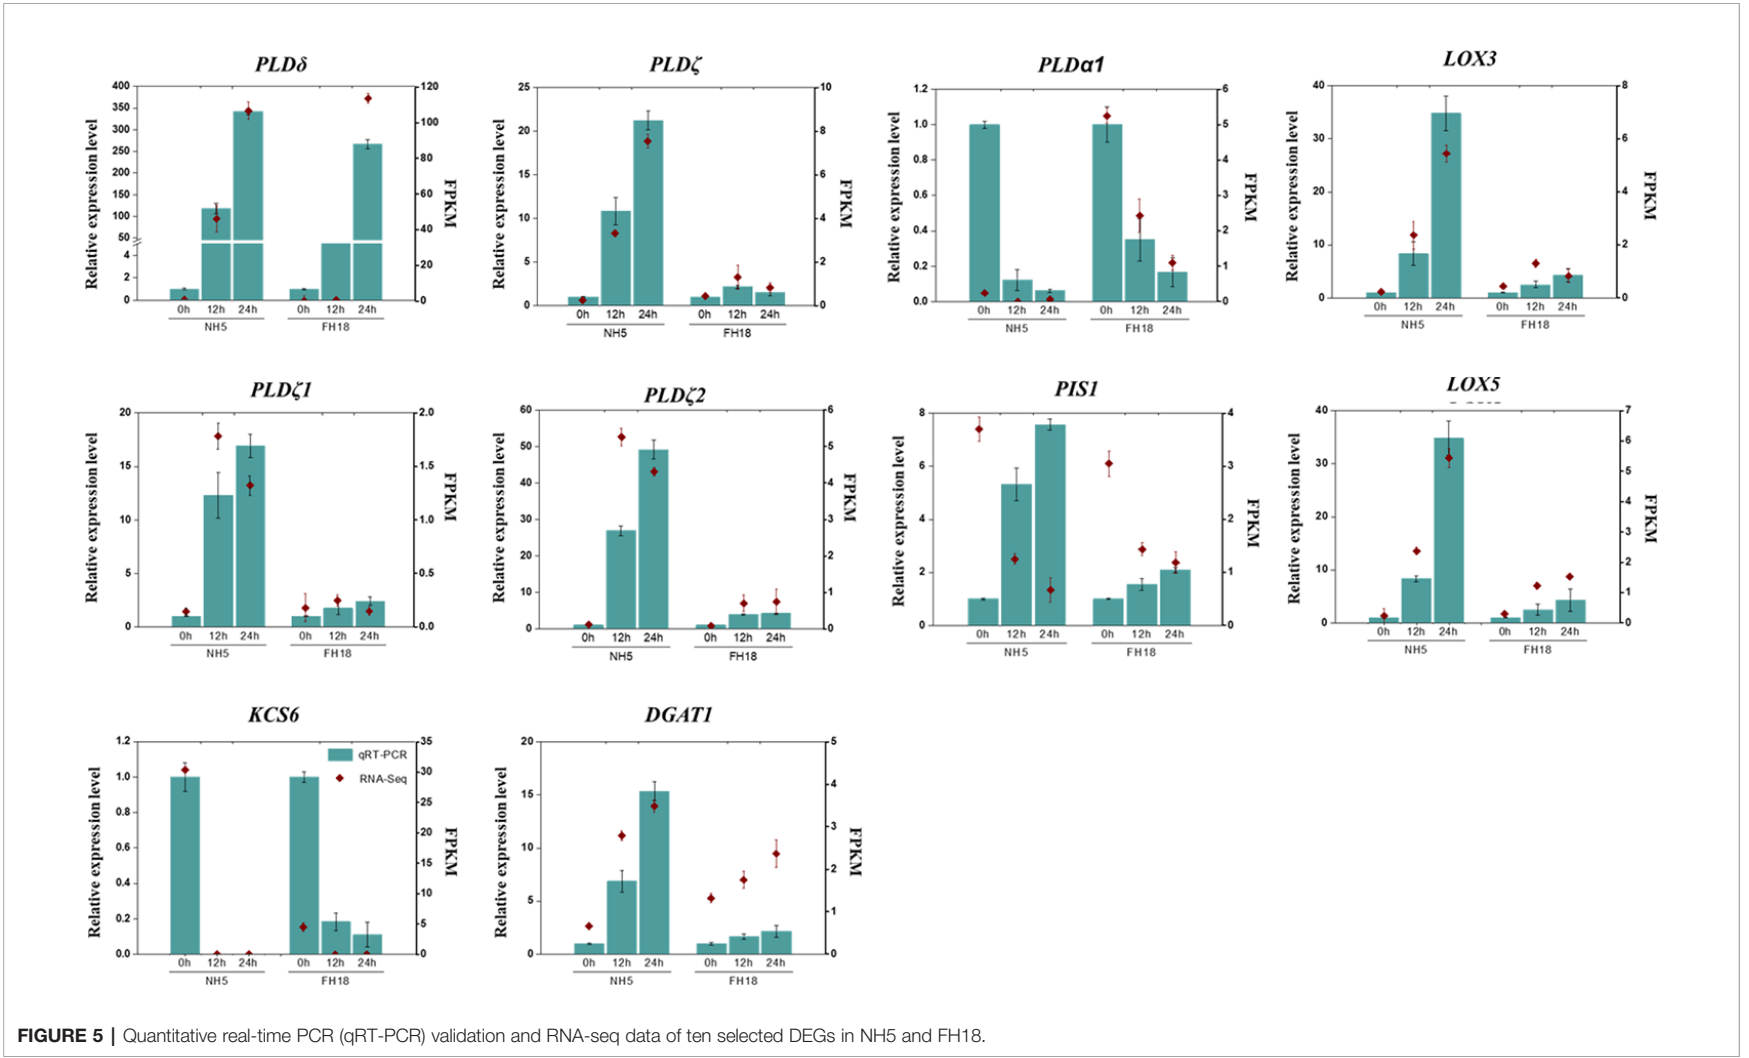 PLDδ
Relative expression level
400
350
300
250
200
150
100
50
4
2
0
120
100
80
60
40
20
0
FPKM
0h 12h 24h 0h 12h 24h
NH5 FH18
PLDζ
Relative expression level
25
20
15
10
5
0
10
8
6
4
2
0
FPKM
0h 12h 24h 0h 12h 24h
NH5 FH18
PLDα1
Relative expression level
1.2
1.0
0.8
0.6
0.4
0.2
0.0
6
5
4
3
2
1
0
FPKM
0h 12h 24h 0h 12h 24h
NH5 FH18
LOX3
Relative expression level
40
30
20
10
0
8
6
4
2
0
FPKM
0h 12h 24h 0h 12h 24h
NH5 FH18
PLDζ1
Relative expression level
20
15
10
5
0
2.0
1.5
1.0
0.5
0.0
FPKM
0h 12h 24h 0h 12h 24h
NH5 FH18
PLDζ2
Relative expression level
60
50
40
30
20
10
0
6
5
4
3
2
1
0
FPKM
0h 12h 24h 0h 12h 24h
NH5 FH18
PIS1
Relative expression level
8
6
4
2
0
4
3
2
1
0
FPKM
0h 12h 24h 0h 12h 24h
NH5 FH18
LOX5
Relative expression level
40
30
20
10
0
7
6
5
4
3
2
1
0
FPKM
0h 12h 24h 0h 12h 24h
NH5 FH18
KCS6
Relative expression level
1.2
1.0
0.8
0.6
0.4
0.2
0.0
qRT-PCR
RNA-Seq
35
30
25
20
15
10
5
0
FPKM
0h 12h 24h 0h 12h 24h
NH5 FH18
DGAT1
Relative expression level
20
15
10
5
0
5
4
3
2
1
0
FPKM
0h 12h 24h 0h 12h 24h
NH5 FH18
FIGURE 5 | Quantitative real-time PCR (qRT-PCR) validation and RNA-seq data of ten selected DEGs in NH5 and FH18.